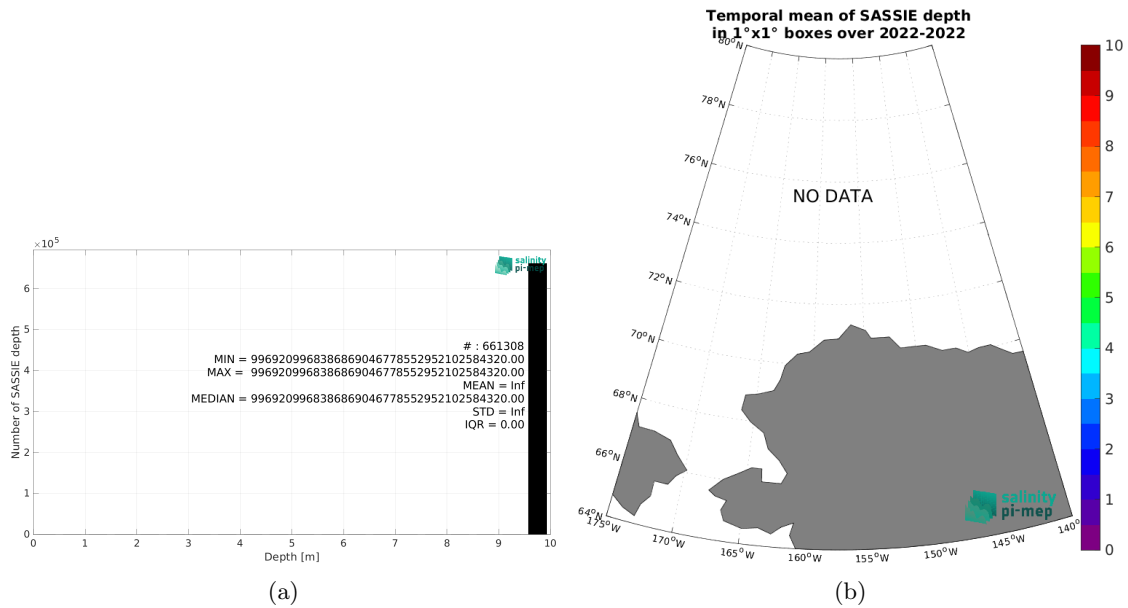 ×10⁵
6
5
4
3
2
1
0
Number of SASSIE depth
salinity
pi-mep
# : 661308
MIN = 9969209968386869046778552952102584320.00
MAX = 9969209968386869046778552952102584320.00
MEAN = Inf
MEDIAN = 9969209968386869046778552952102584320.00
STD = Inf
IQR = 0.00
0 1 2 3 4 5 6 7 8 9 10
Depth [m]
(a)
Temporal mean of SASSIE depth
in 1°x1° boxes over 2022-2022
80°N
78°N
76°N
74°N
72°N
70°N
68°N
66°N
64°N
NO DATA
175°W
170°W
165°W
160°W
155°W
150°W
145°W
140°
salinity
pi-mep
10
9
8
7
6
5
4
3
2
1
0
(b)